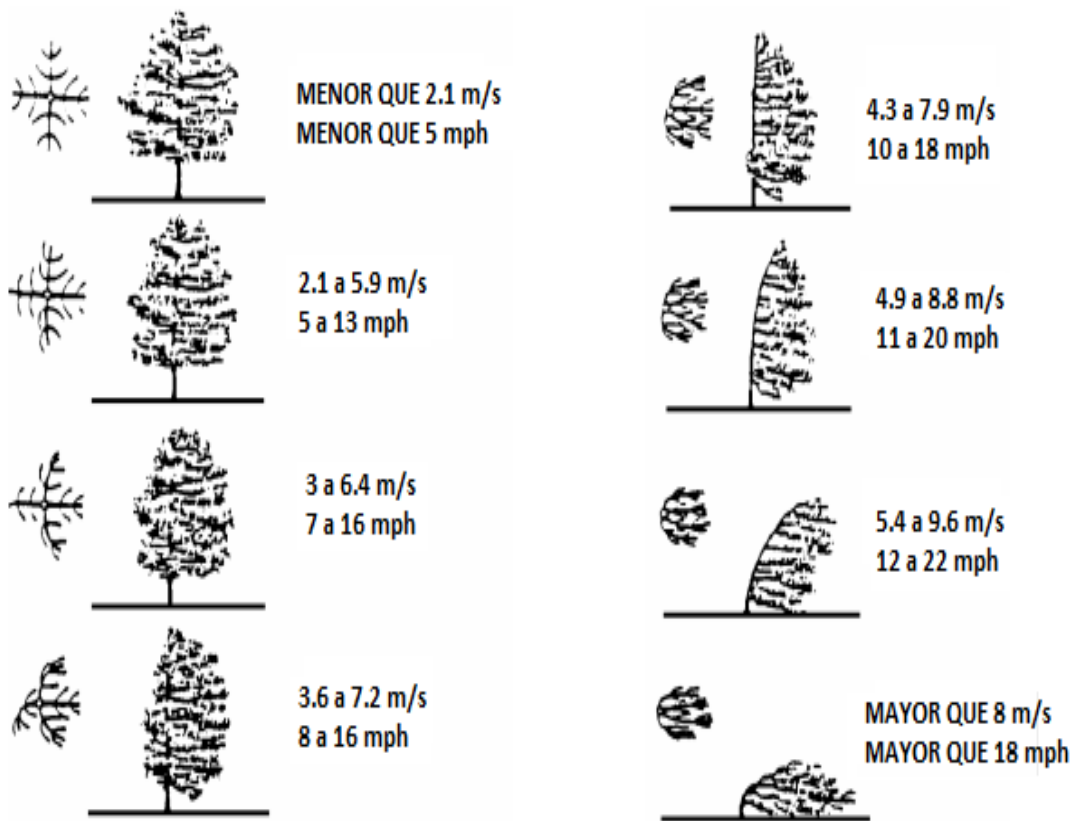 MENOR QUE 2.1 m/s
MENOR QUE 5 mph
2.1 a 5.9 m/s
5 a 13 mph
3 a 6.4 m/s
7 a 16 mph
3.6 a 7.2 m/s
8 a 16 mph
4.3 a 7.9 m/s
10 a 18 mph
4.9 a 8.8 m/s
11 a 20 mph
5.4 a 9.6 m/s
12 a 22 mph
MAYOR QUE 8 m/s
MAYOR QUE 18 mph